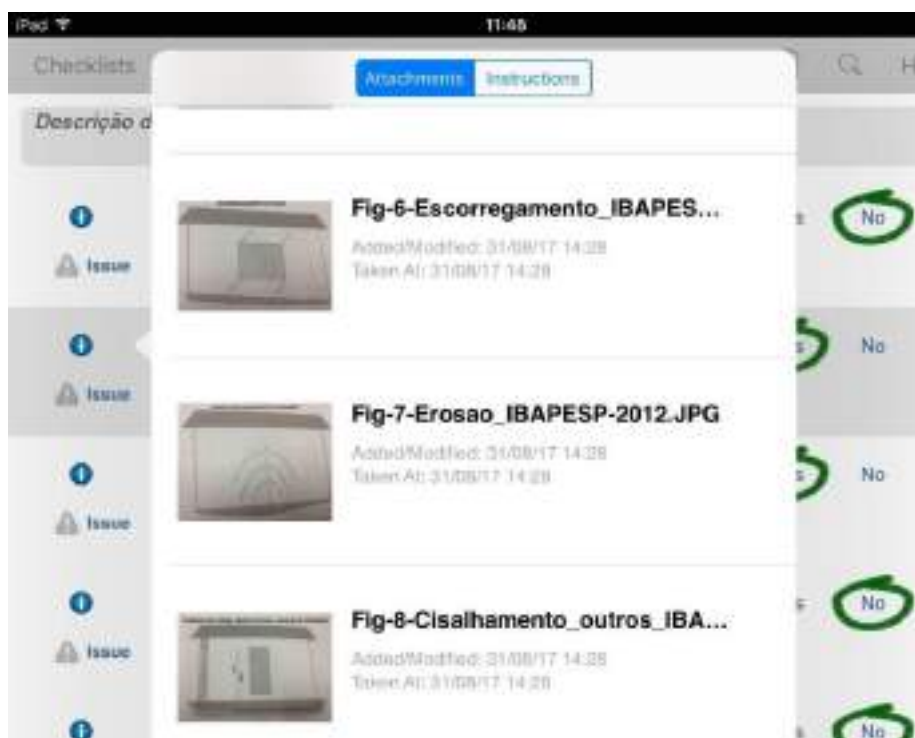 iPad 11:48
Checklists Attachments Instructions H
Descrição d
Fig-6-Escorregamento_IBAPES...
Added/Modified: 31/08/17 14:28
Taken At: 31/08/17 14:28
s No
Issue
Fig-7-Erosao_IBAPESP-2012.JPG
Added/Modified: 31/08/17 14:28
Taken At: 31/08/17 14:28
s No
Issue
s No
Issue
Fig-8-Cisalhamento_outros_IBA...
Added/Modified: 31/08/17 14:28
Taken At: 31/08/17 14:28
s No
Issue
No